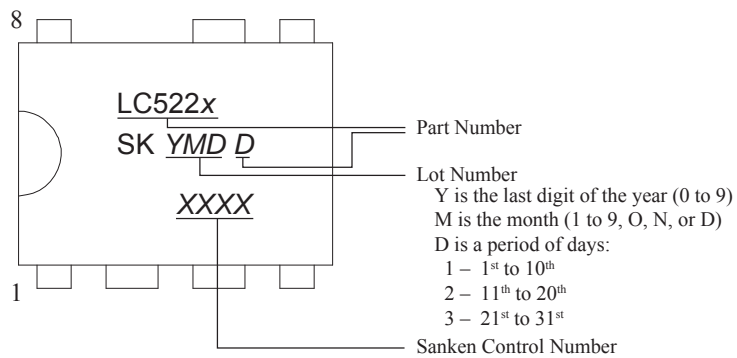 8
LC522x
SK YMD D
XXXX
1
Part Number
Lot Number
Y is the last digit of the year (0 to 9)
M is the month (1 to 9, O, N, or D)
D is a period of days:
1 – 1st to 10th
2 – 11th to 20th
3 – 21st to 31st
Sanken Control Number